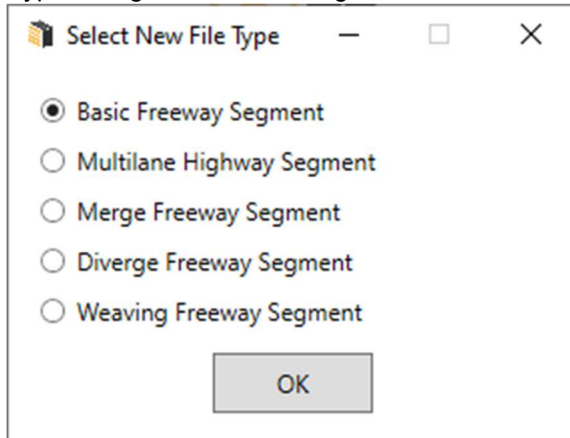 Select New File Type
Basic Freeway Segment
Multilane Highway Segment
Merge Freeway Segment
Diverge Freeway Segment
Weaving Freeway Segment
OK